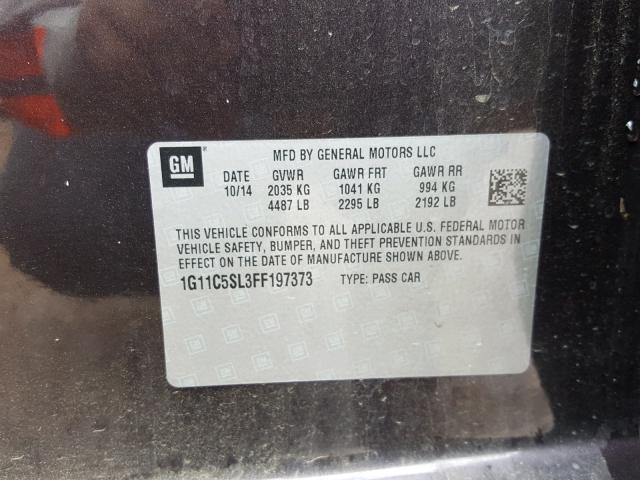 GM
MFD BY GENERAL MOTORS LLC
DATE GVWR GAWR FRT GAWR RR
10/14 2035 KG 1041 KG 994 KG
4487 LB 2295 LB 2192 LB
THIS VEHICLE CONFORMS TO ALL APPLICABLE U.S. FEDERAL MOTOR
VEHICLE SAFETY, BUMPER, AND THEFT PREVENTION STANDARDS IN
EFFECT ON THE DATE OF MANUFACTURE SHOWN ABOVE.
1G11C5SL3FF197373 TYPE: PASS CAR